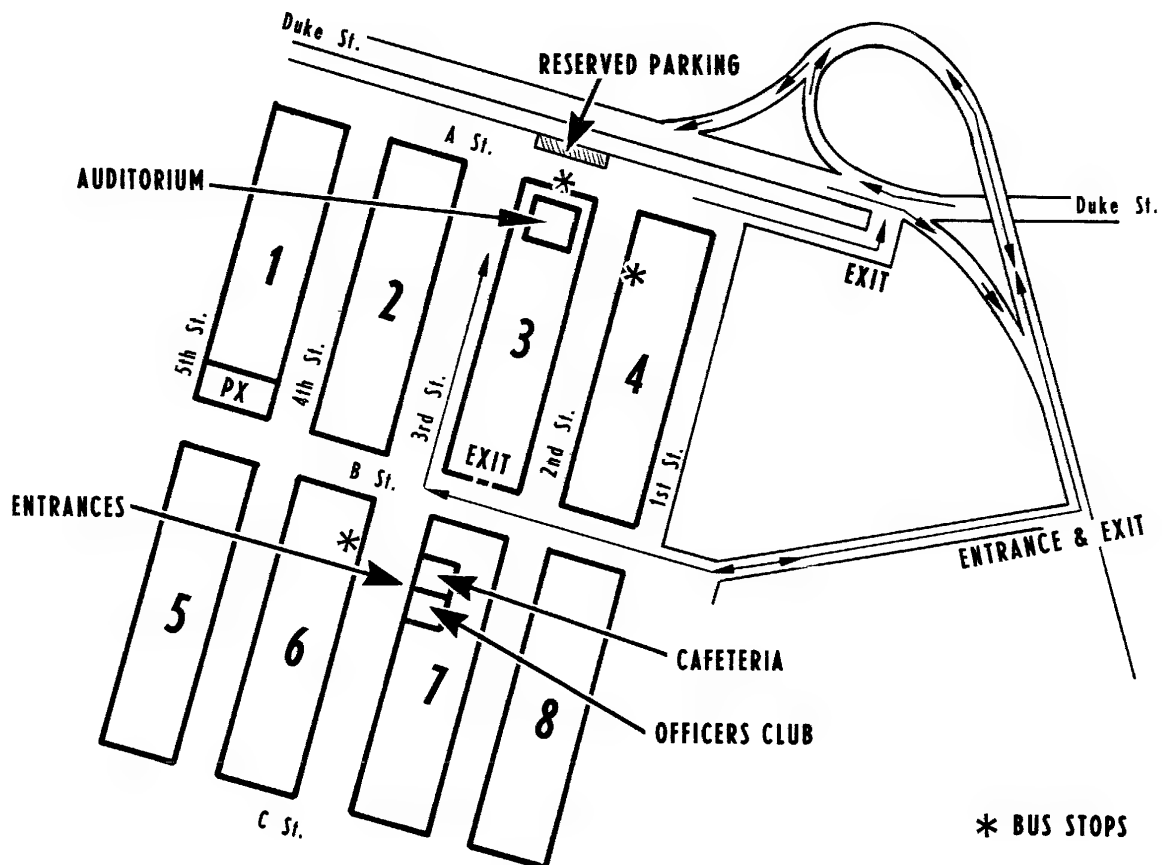 Duke St.
RESERVED PARKING
A St.
AUDITORIUM
Duke St.
1
2
3
4
EXIT
5th St.
PX
4th St.
3rd St.
EXIT
2nd St.
1st St.
B St.
ENTRANCES
ENTRANCE & EXIT
5
6
7
8
CAFETERIA
OFFICERS CLUB
C St.
* BUS STOPS